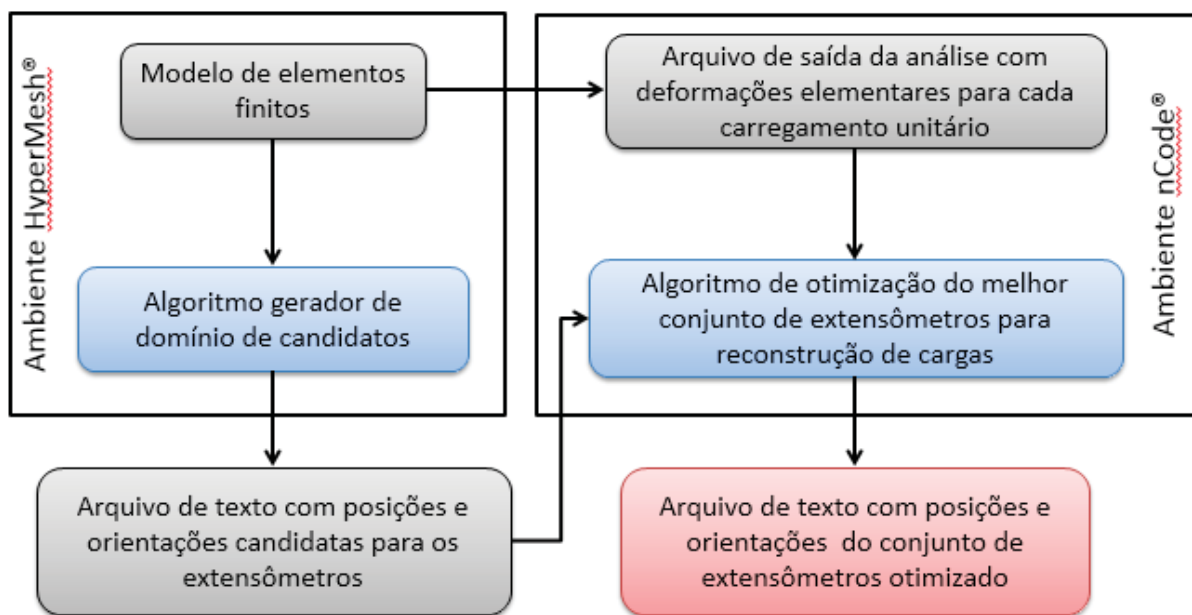 Ambiente HyperMesh®
Modelo de elementos
finitos
Algoritmo gerador de
domínio de candidatos
Arquivo de texto com posições e
orientações candidatas para os
extensômetros
Arquivo de saída da análise com
deformações elementares para cada
carregamento unitário
Algoritmo de otimização do melhor
conjunto de extensômetros para
reconstrução de cargas
Arquivo de texto com posições e
orientações do conjunto de
extensômetros otimizado
Ambiente nCode®